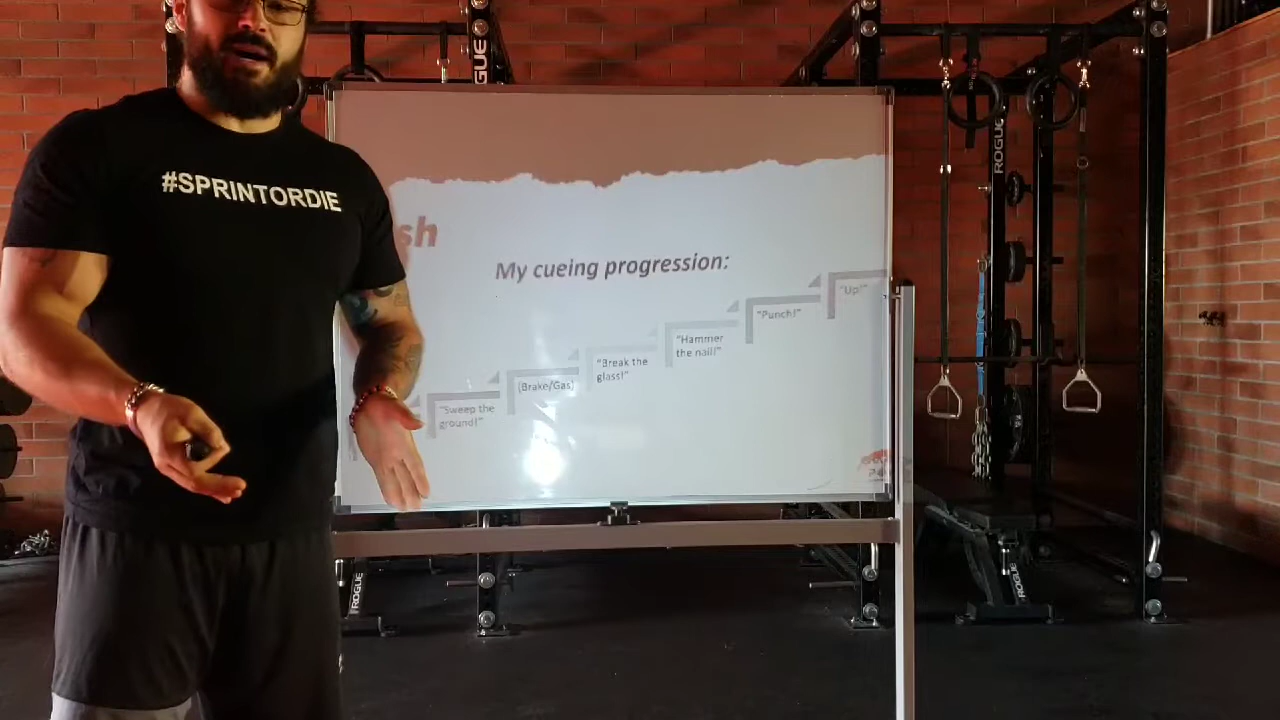 ROGUE
ROGUE
#SPRINTORDIE
sh
My cueing progression:
"Up!"
"Punch!"
"Hammer
the nail!"
"Break the
glass!"
(Brake/Gas)
"Sweep the
ground!"
ROGUE
ROGUE